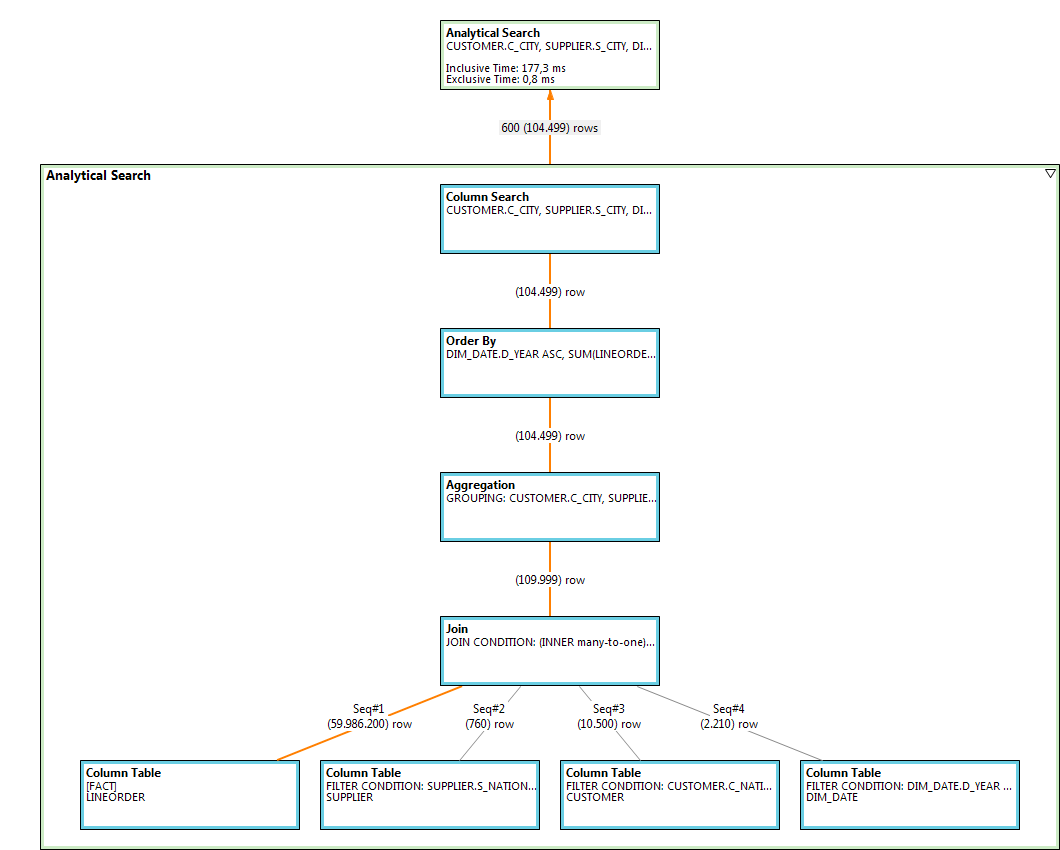 Analytical Search
CUSTOMER.C_CITY, SUPPLIER.S_CITY, DI...
Inclusive Time: 177,3 ms
Exclusive Time: 0,8 ms
600 (104.499) rows
Analytical Search
Column Search
CUSTOMER.C_CITY, SUPPLIER.S_CITY, DI...
(104.499) row
Order By
DIM_DATE.D_YEAR ASC, SUM(LINEORDE...
(104.499) row
Aggregation
GROUPING: CUSTOMER.C_CITY, SUPPLIE...
(109.999) row
Join
JOIN CONDITION: (INNER many-to-one)...
Seq#1
(59.986.200) row
Seq#2
(760) row
Seq#3
(10.500) row
Seq#4
(2.210) row
Column Table
[FACT]
LINEORDER
Column Table
FILTER CONDITION: SUPPLIER.S_NATION...
SUPPLIER
Column Table
FILTER CONDITION: CUSTOMER.C_NATI...
CUSTOMER
Column Table
FILTER CONDITION: DIM_DATE.D_YEAR ...
DIM_DATE